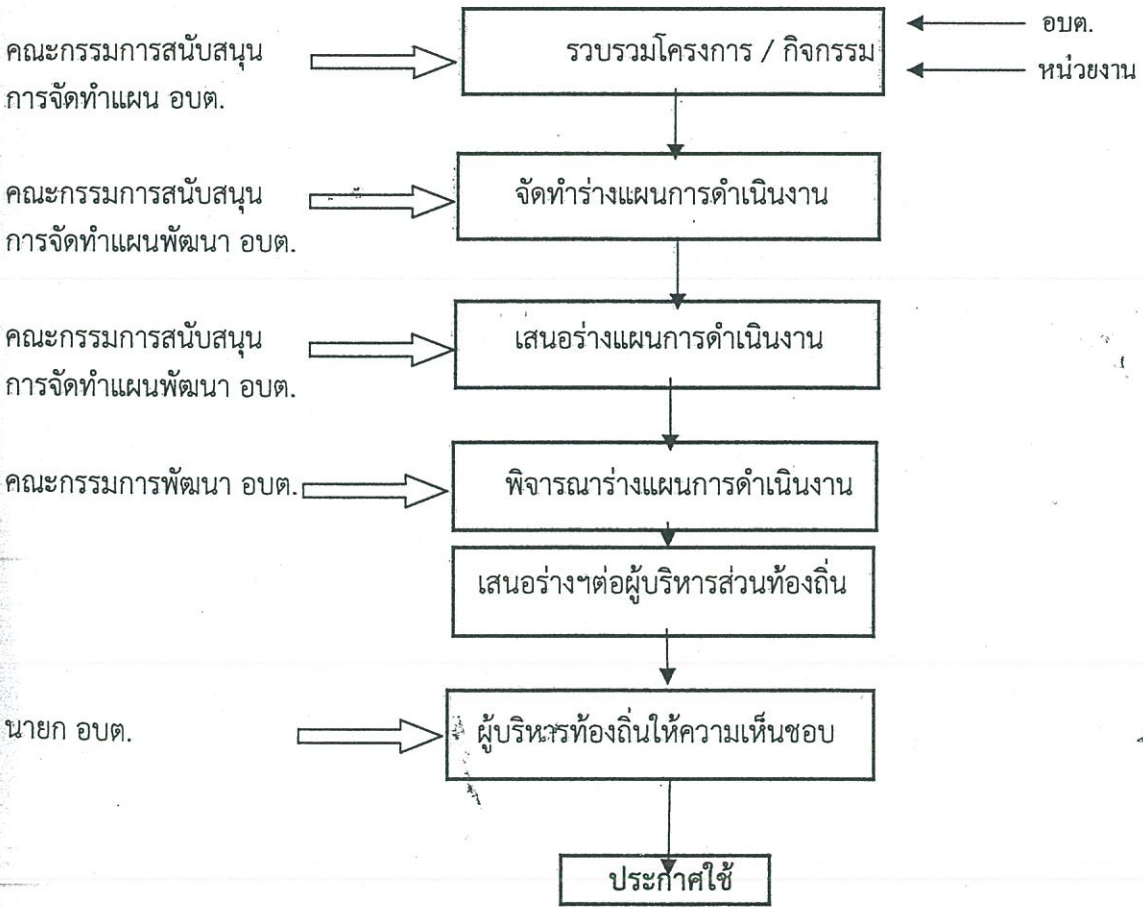 คณะกรรมการสนับสนุน
การจัดทำแผน อบต.
รวบรวมโครงการ / กิจกรรม
อบต.
หน่วยงาน
คณะกรรมการสนับสนุน
การจัดทำแผนพัฒนา อบต.
จัดทำร่างแผนการดำเนินงาน
คณะกรรมการสนับสนุน
การจัดทำแผนพัฒนา อบต.
เสนอร่างแผนการดำเนินงาน
คณะกรรมการพัฒนา อบต.
พิจารณาร่างแผนการดำเนินงาน
เสนอร่างฯต่อผู้บริหารส่วนท้องถิ่น
นายก อบต.
ผู้บริหารท้องถิ่นให้ความเห็นชอบ
ประกาศใช้